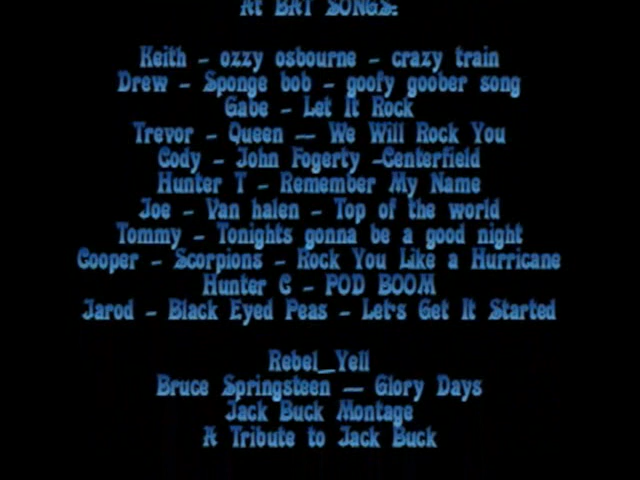 AT BAT SONGS:
Keith - ozzy osbourne - crazy train
Drew - Sponge bob - goofy goober song
Gabe - Let It Rock
Trevor - Queen — We Will Rock You
Cody - John Fogerty -Centerfield
Hunter T - Remember My Name
Joe - Van halen - Top of the world
Tommy - Tonights gonna be a good night
Cooper - Scorpions - Rock You Like a Hurricane
Hunter C - POD BOOM
Jarod - Black Eyed Peas - Let's Get It Started
Rebel_Yell
Bruce Springsteen — Glory Days
Jack Buck Montage
A Tribute to Jack Buck